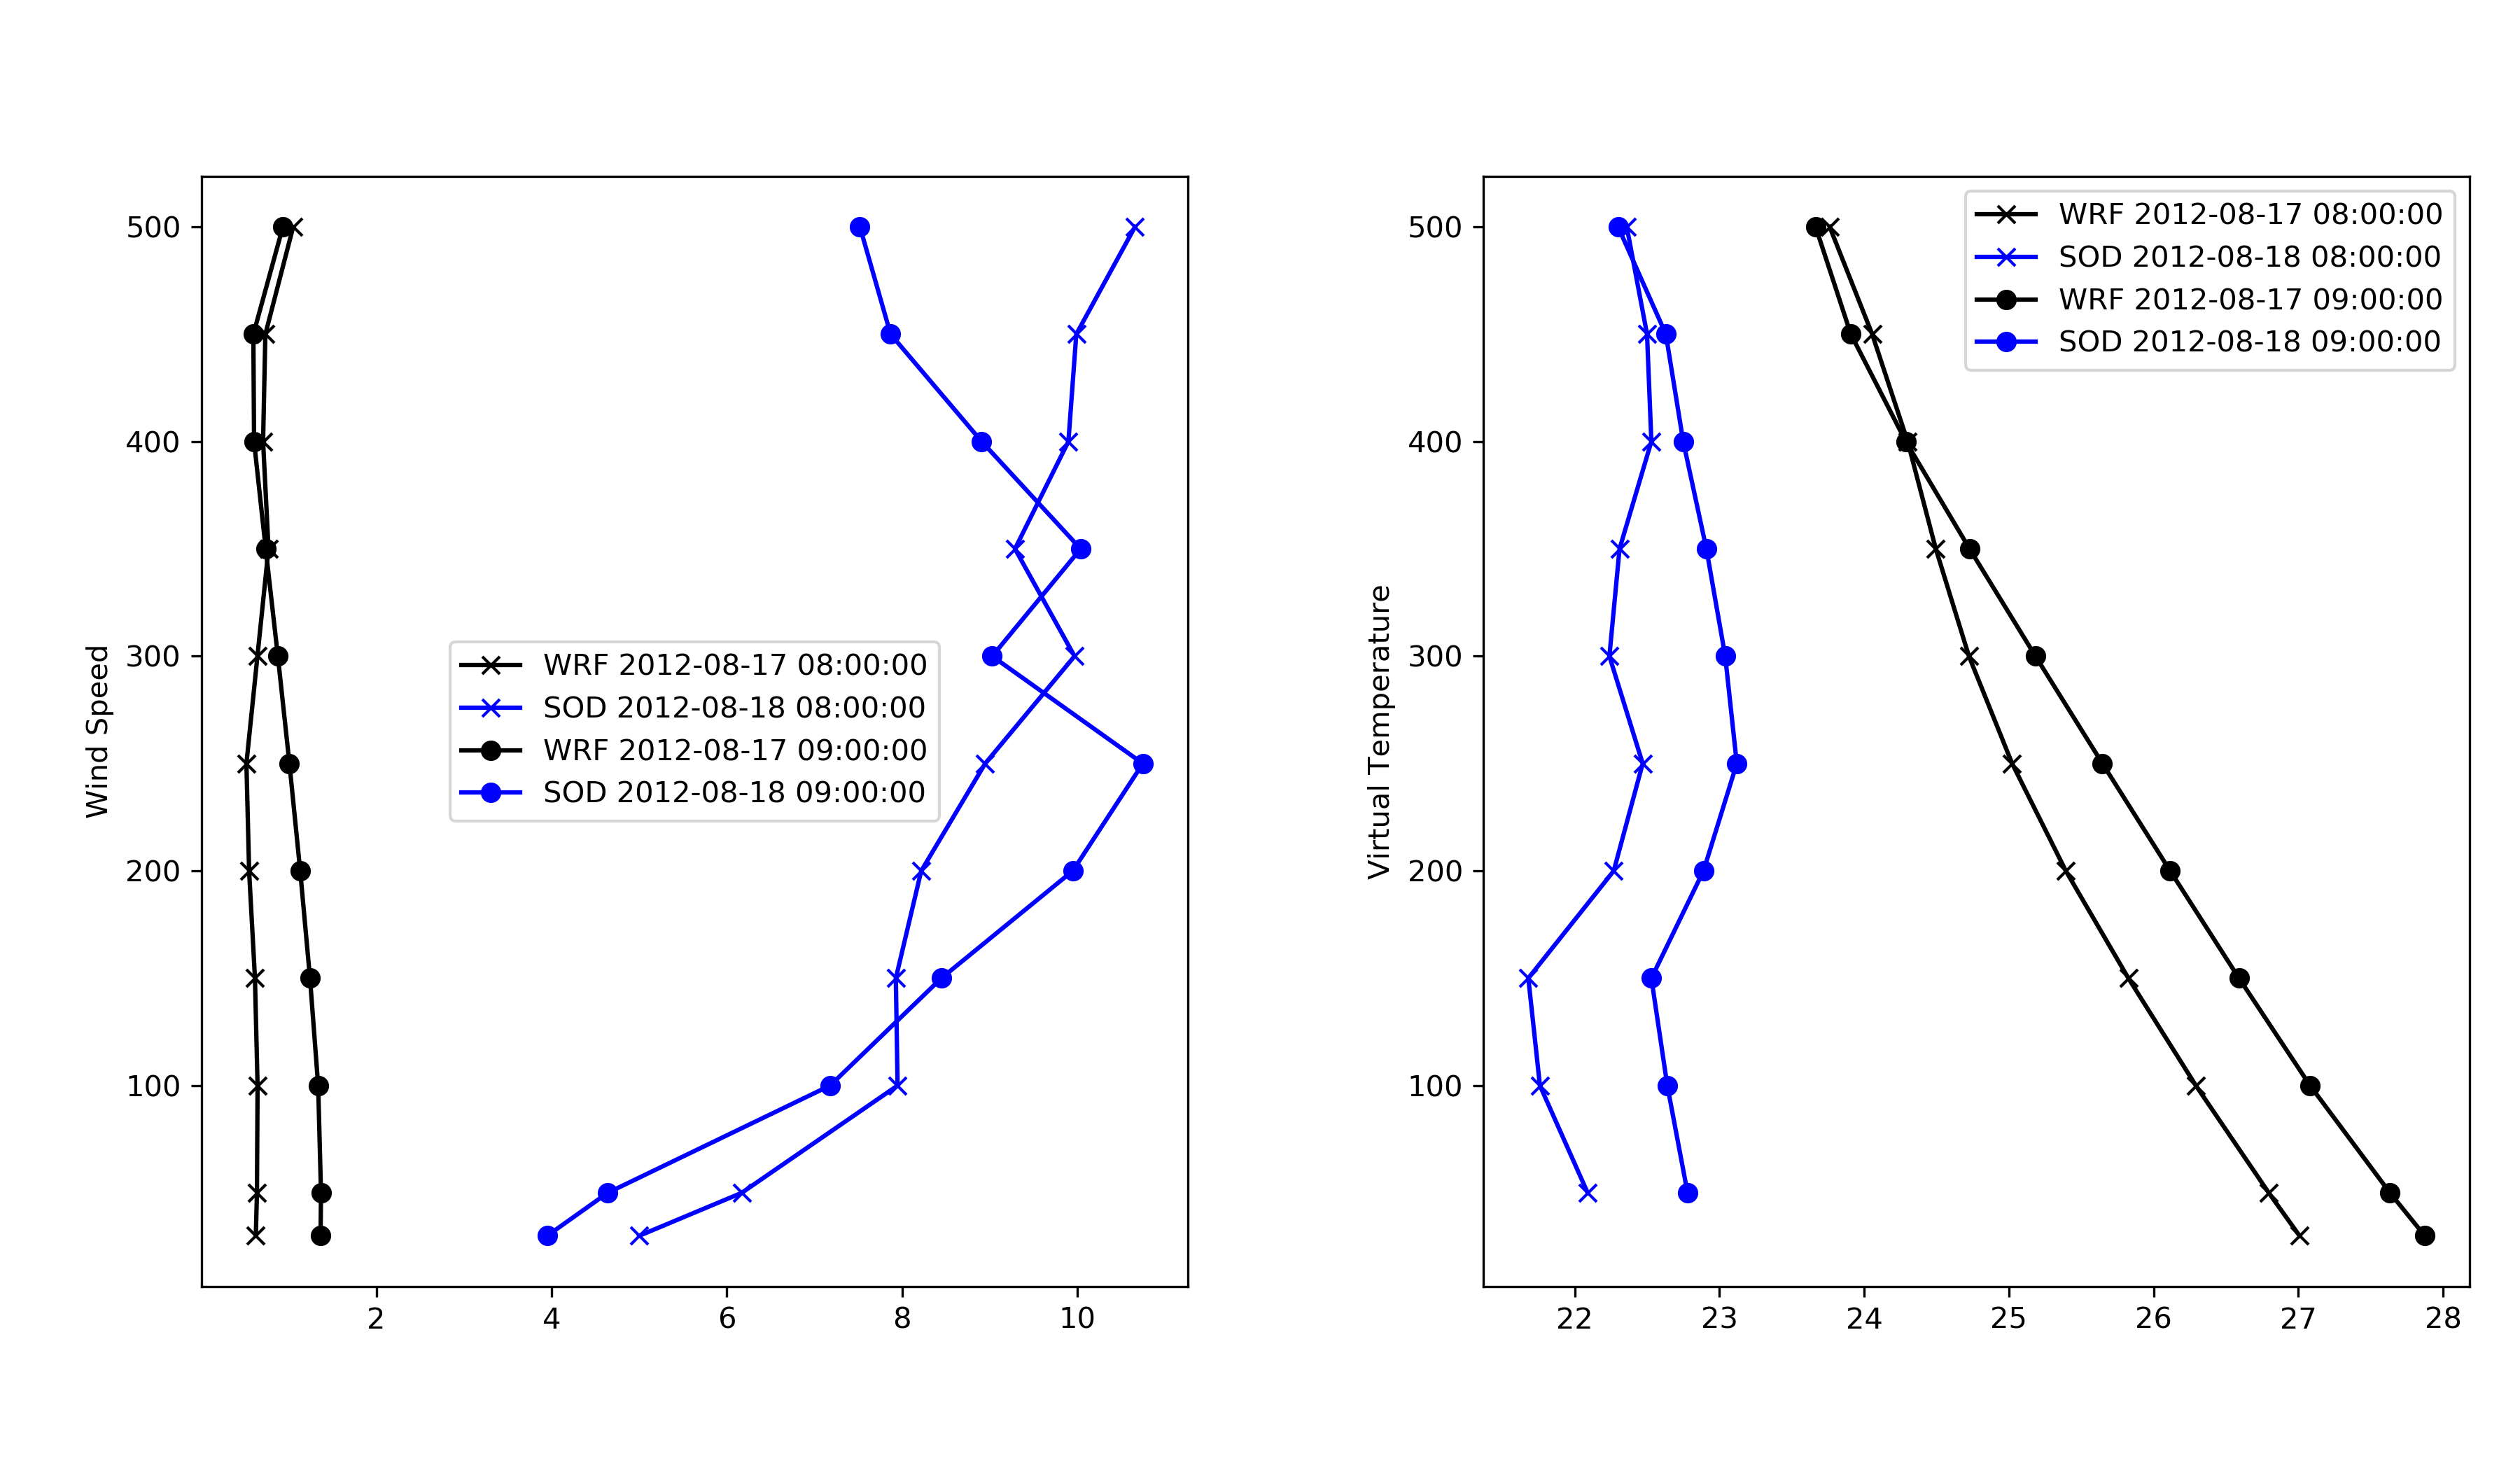 Wind Speed
500
400
300
200
100
2 4 6 8 10
WRF 2012-08-17 08:00:00
SOD 2012-08-18 08:00:00
WRF 2012-08-17 09:00:00
SOD 2012-08-18 09:00:00
Virtual Temperature
500
400
300
200
100
22 23 24 25 26 27 28
WRF 2012-08-17 08:00:00
SOD 2012-08-18 08:00:00
WRF 2012-08-17 09:00:00
SOD 2012-08-18 09:00:00